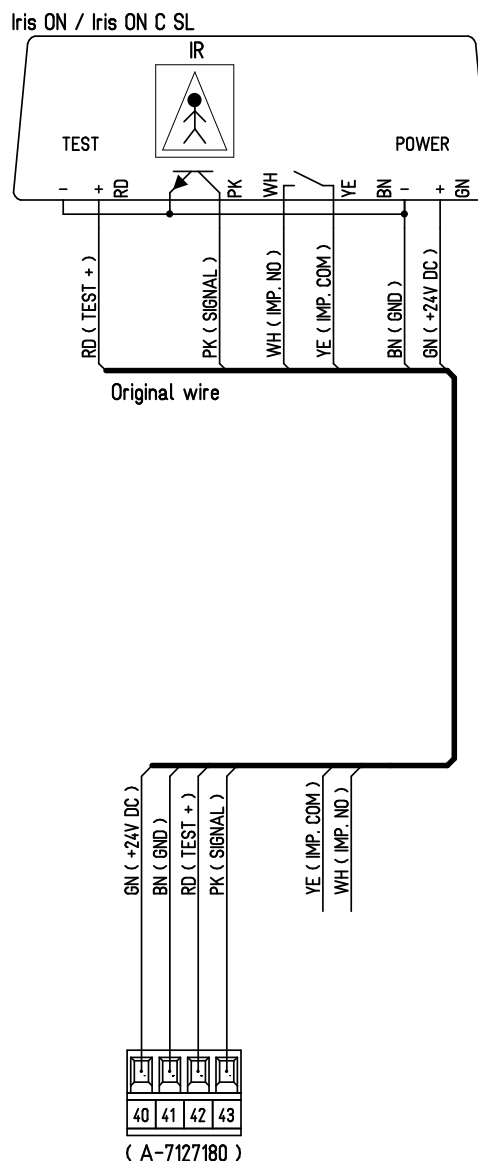 Iris ON / Iris ON C SL
IR
TEST
POWER
- + RD PK WH YE BN - + GN
RD ( TEST + )
PK ( SIGNAL )
WH ( IMP. NO )
YE ( IMP. COM )
BN ( GND )
GN ( +24V DC )
Original wire
GN ( +24V DC )
BN ( GND )
RD ( TEST + )
PK ( SIGNAL )
YE ( IMP. COM )
WH ( IMP. NO )
40 41 42 43
( A-7127180 )